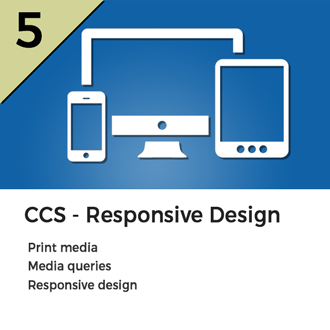 5
CCS - Responsive Design
Print media
Media queries
Responsive design